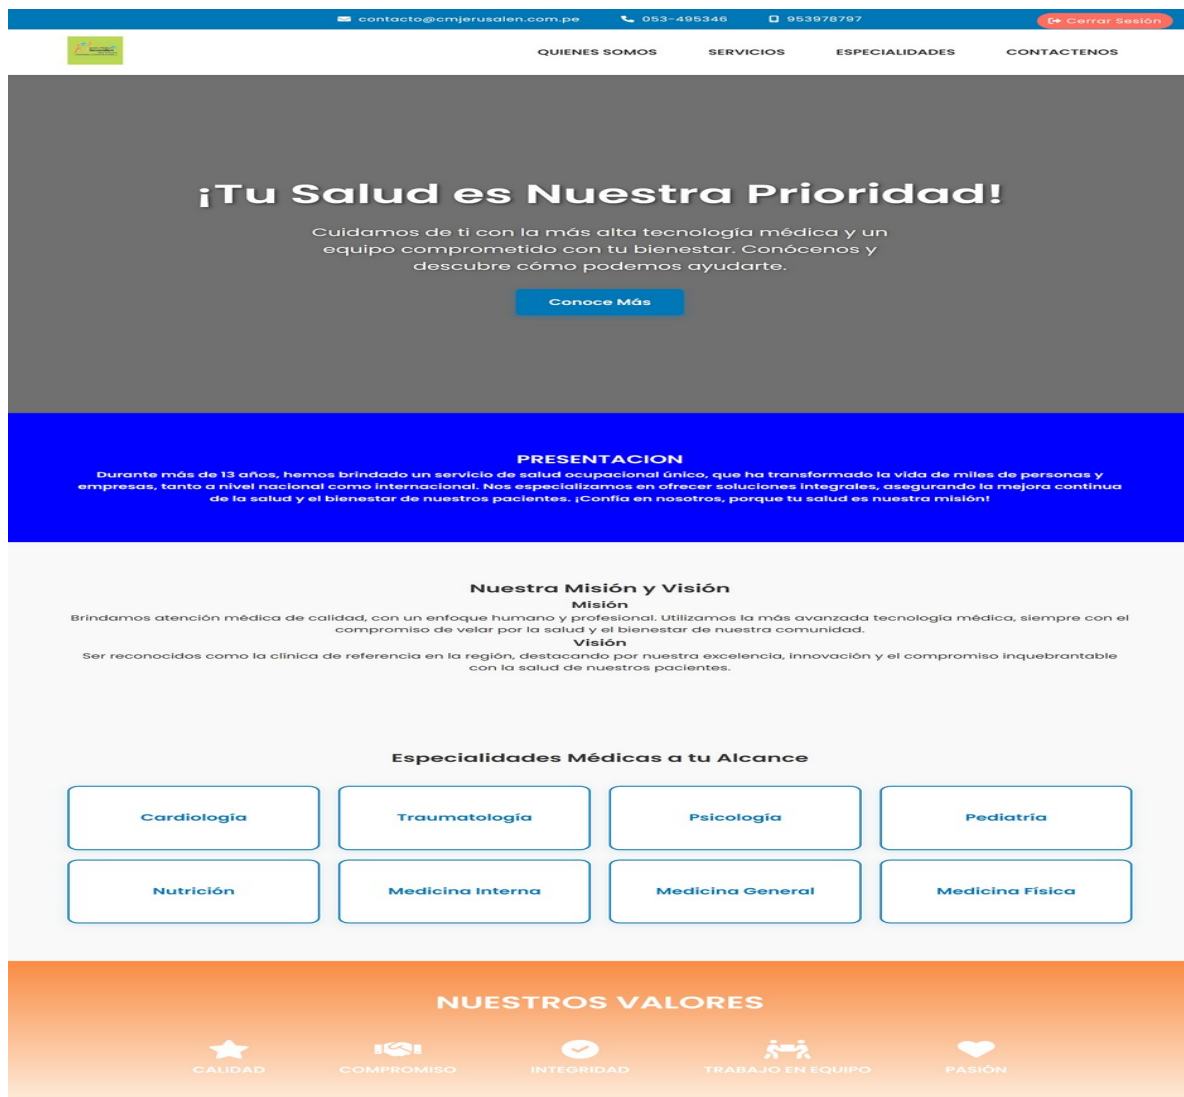 contacto@cmjerusalen.com.pe 053-495346 953978797 Cerrar Sesión
QUIENES SOMOS SERVICIOS ESPECIALIDADES CONTACTENOS
¡Tu Salud es Nuestra Prioridad!
Cuidamos de ti con la más alta tecnología médica y un
equipo comprometido con tu bienestar. Conócenos y
descubre cómo podemos ayudarte.
Conoce Más
PRESENTACION
Durante más de 13 años, hemos brindado un servicio de salud ocupacional único, que ha transformado la vida de miles de personas y
empresas, tanto a nivel nacional como internacional. Nos especializamos en ofrecer soluciones integrales, asegurando la mejora continua
de la salud y el bienestar de nuestros pacientes. ¡Confía en nosotros, porque tu salud es nuestra misión!
Nuestra Misión y Visión
Misión
Brindamos atención médica de calidad, con un enfoque humano y profesional. Utilizamos la más avanzada tecnología médica, siempre con el
compromiso de velar por la salud y el bienestar de nuestra comunidad.
Visión
Ser reconocidos como la clínica de referencia en la región, destacando por nuestra excelencia, innovación y el compromiso inquebrantable
con la salud de nuestros pacientes.
Especialidades Médicas a tu Alcance
Cardiología Traumatología Psicología Pediatría
Nutrición Medicina Interna Medicina General Medicina Física
NUESTROS VALORES
CALIDAD COMPROMISO INTEGRIDAD TRABAJO EN EQUIPO PASIÓN